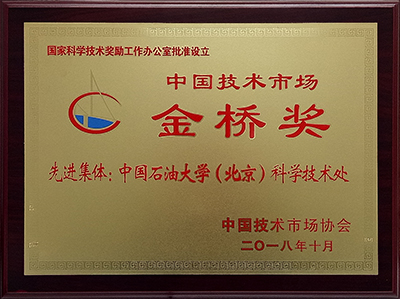 国家科学技术奖励工作办公室批准设立
中国技术市场
金桥奖
先进集体：中国石油大学（北京）科学技术处
中国技术市场协会
二〇一八年十月